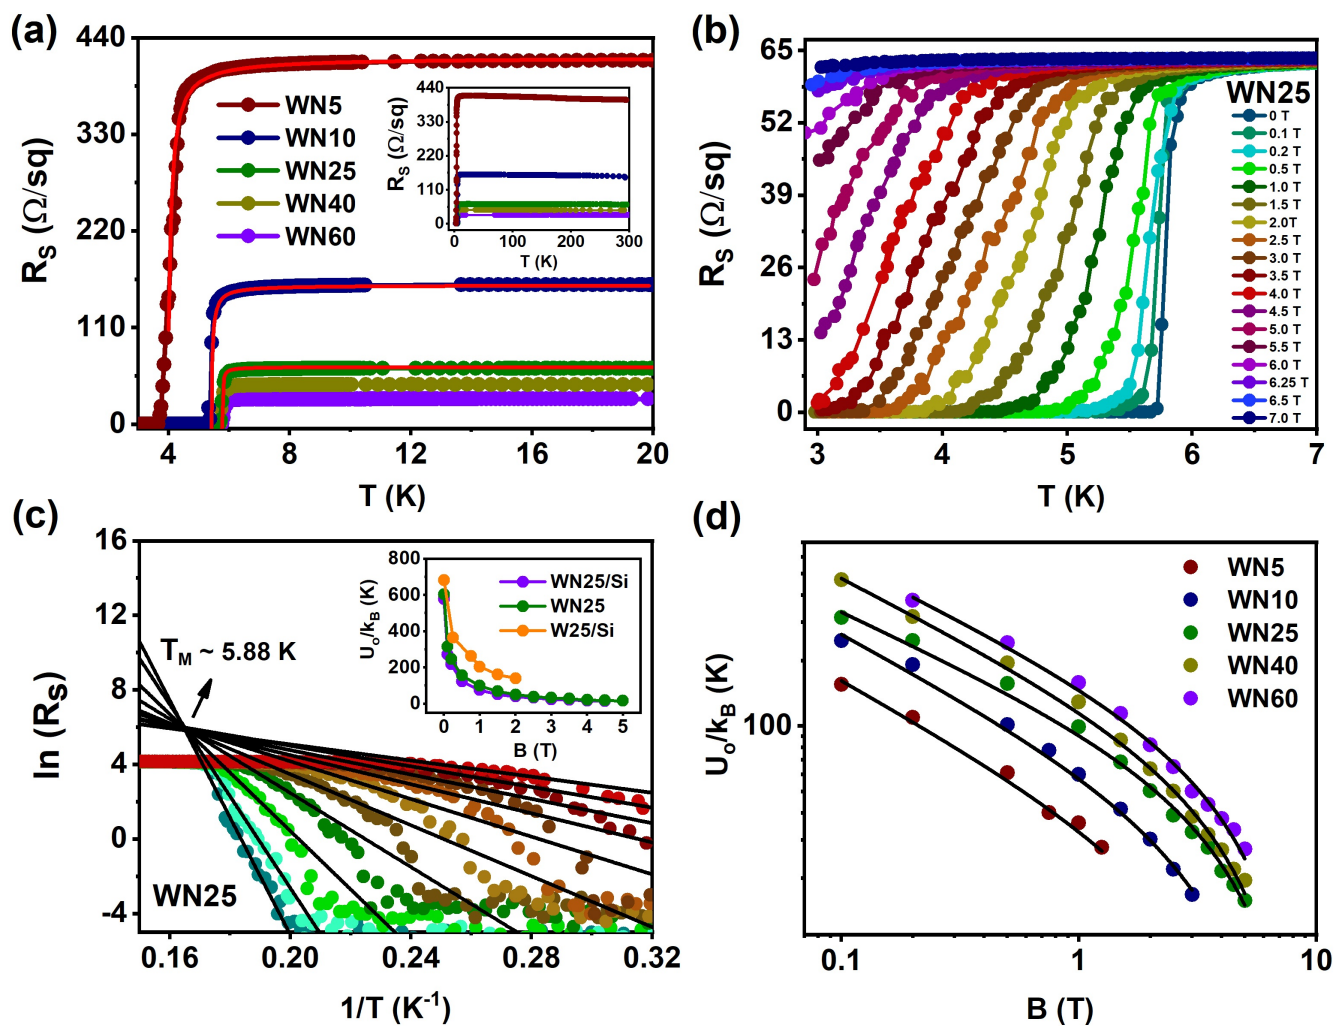 (a)
440
330
220
110
0
R_S (Ω/sq)
4 8 12 16 20
T (K)
WN5
WN10
WN25
WN40
WN60
440
330
220
110
0
R_S (Ω/sq)
0 100 200 300
T (K)
(b)
65
52
39
26
13
0
R_S (Ω/sq)
3 4 5 6 7
T (K)
WN25
0 T
0.1 T
0.2 T
0.5 T
1.0 T
1.5 T
2.0T
2.5 T
3.0 T
3.5 T
4.0 T
4.5 T
5.0 T
5.5 T
6.0 T
6.25 T
6.5 T
7.0 T
(c)
16
12
8
4
0
-4
ln (R_S)
0.16 0.20 0.24 0.28 0.32
1/T (K⁻¹)
T_M ~ 5.88 K
WN25
800
600
400
200
0
U_o/k_B (K)
0 1 2 3 4 5
B (T)
WN25/Si
WN25
W25/Si
(d)
100
U_o/k_B (K)
0.1 1 10
B (T)
WN5
WN10
WN25
WN40
WN60